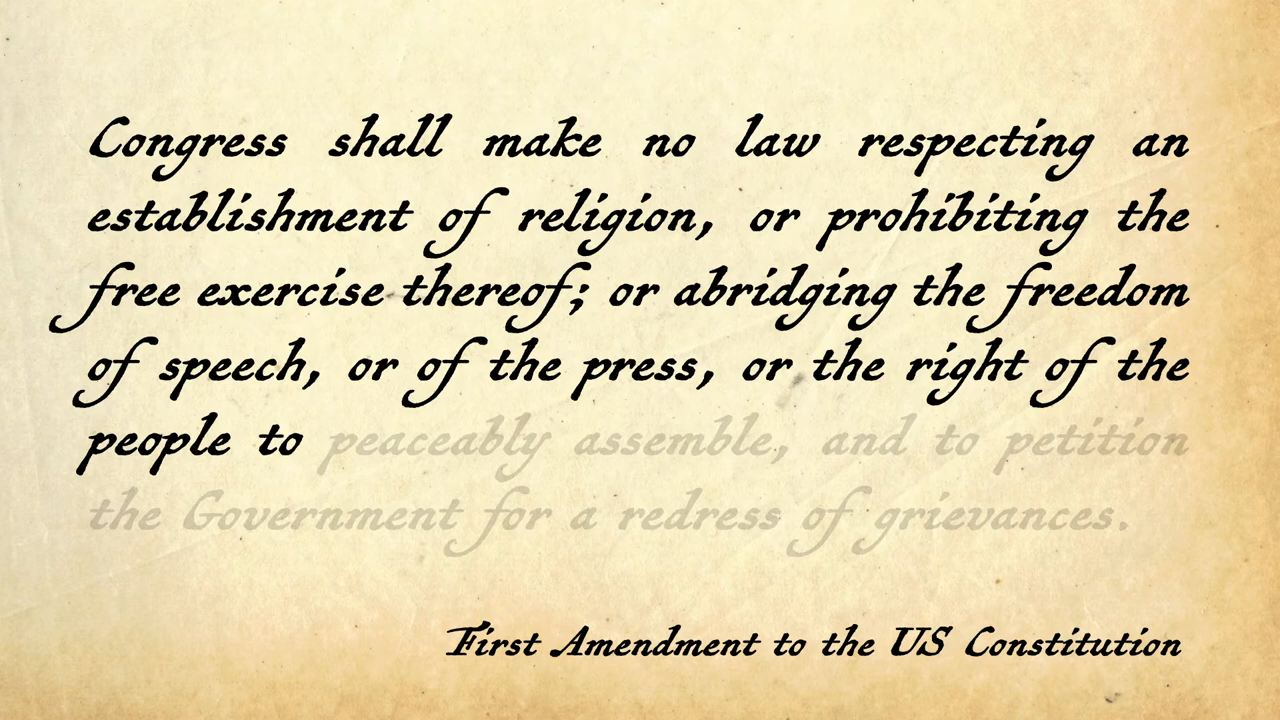 Congress shall make no law respecting an
establishment of religion, or prohibiting the
free exercise thereof; or abridging the freedom
of speech, or of the press, or the right of the
people to peaceably assemble, and to petition
the Government for a redress of grievances.
First Amendment to the US Constitution